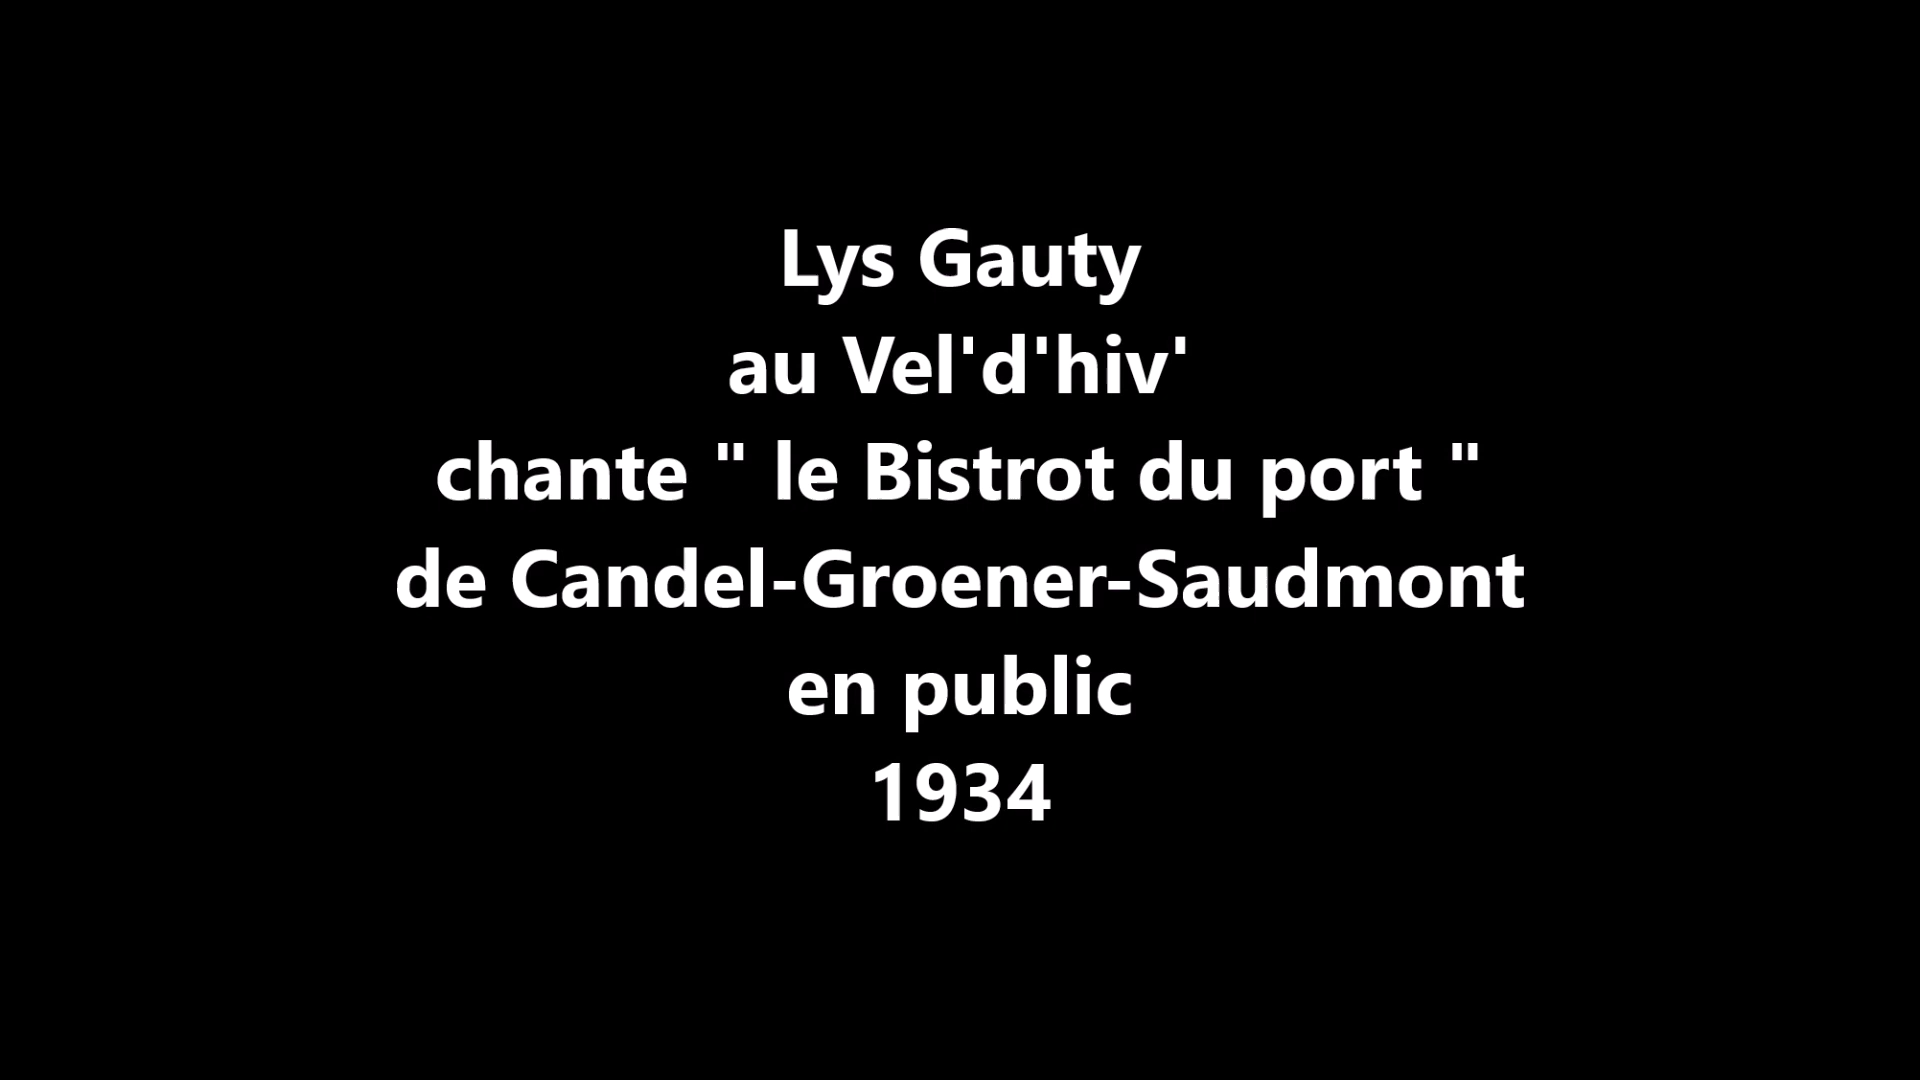 Lys Gauty
au Vel'd'hiv'
chante " le Bistrot du port "
de Candel-Groener-Saudmont
en public
1934